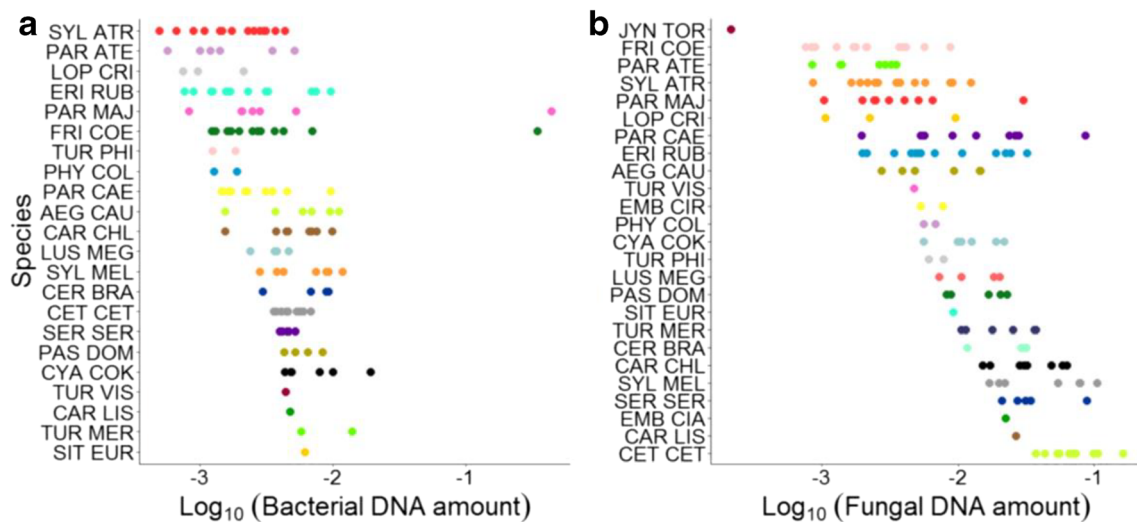 a
Species
SYL ATR
PAR ATE
LOP CRI
ERI RUB
PAR MAJ
FRI COE
TUR PHI
PHY COL
PAR CAE
AEG CAU
CAR CHL
LUS MEG
SYL MEL
CER BRA
CET CET
SER SER
PAS DOM
CYA COK
TUR VIS
CAR LIS
TUR MER
SIT EUR
-3 -2 -1
Log10 (Bacterial DNA amount)
b
JYN TOR
FRI COE
PAR ATE
SYL ATR
PAR MAJ
LOP CRI
PAR CAE
ERI RUB
AEG CAU
TUR VIS
EMB CIR
PHY COL
CYA COK
TUR PHI
LUS MEG
PAS DOM
SIT EUR
TUR MER
CER BRA
CAR CHL
SYL MEL
SER SER
EMB CIA
CAR LIS
CET CET
-3 -2 -1
Log10 (Fungal DNA amount)